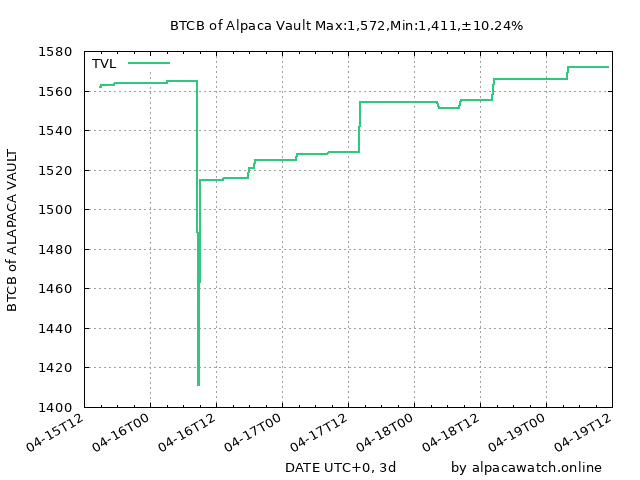 BTCB of Alpaca Vault Max:1,572,Min:1,411,±10.24%
TVL
BTCB of ALAPACA VAULT
1580
1560
1540
1520
1500
1480
1460
1440
1420
1400
04-15T12
04-16T00
04-16T12
04-17T00
04-17T12
04-18T00
04-18T12
04-19T00
04-19T12
DATE UTC+0, 3d
by alpacawatch.online